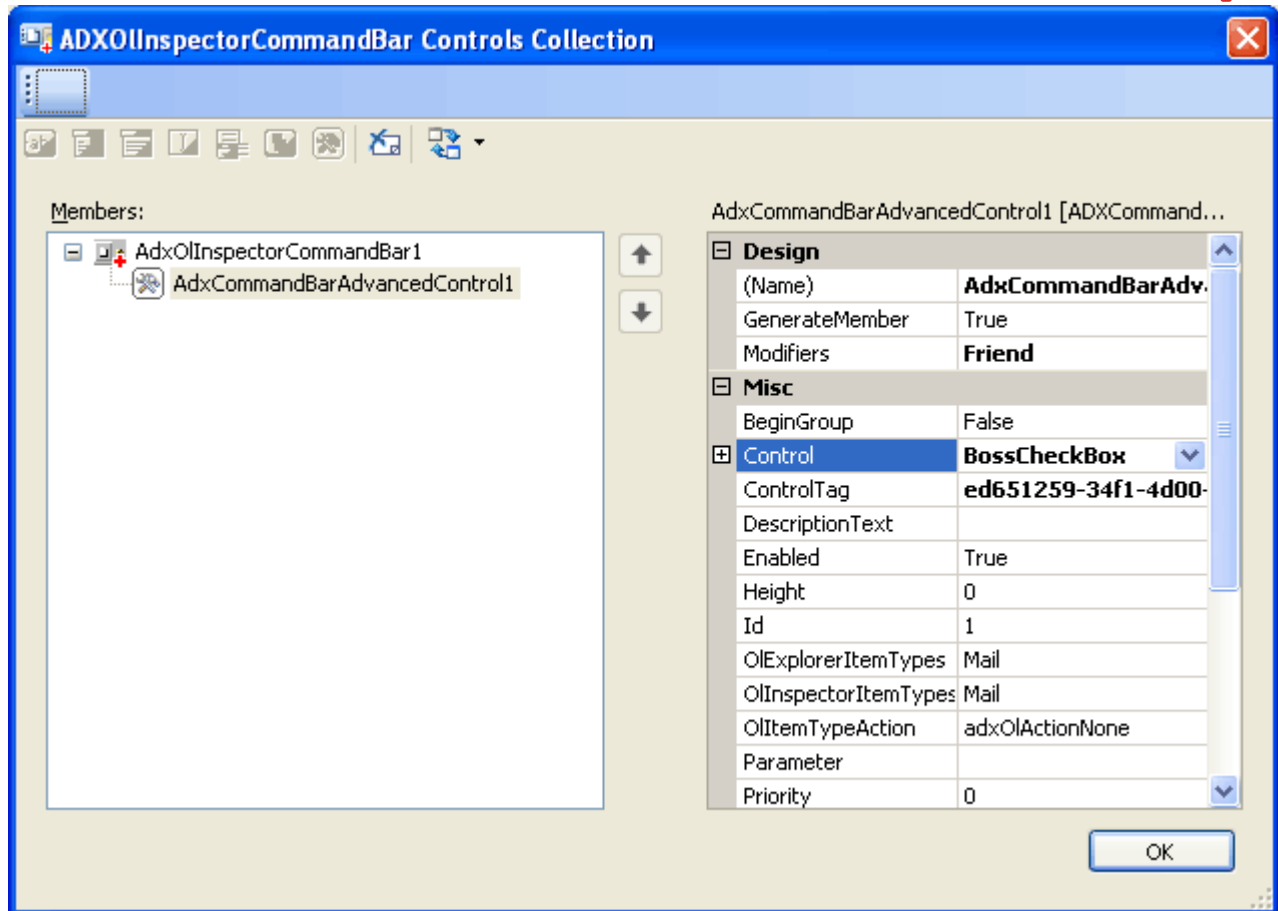 ADXOlInspectorCommandBar Controls Collection
Members:
AdxCommandBarAdvancedControl1 [ADXCommand...
AdxOlInspectorCommandBar1
AdxCommandBarAdvancedControl1
Design
(Name) AdxCommandBarAdv
GenerateMember True
Modifiers Friend
Misc
BeginGroup False
Control BossCheckBox
ControlTag ed651259-34f1-4d00-
DescriptionText
Enabled True
Height 0
Id 1
OlExplorerItemTypes Mail
OlInspectorItemTypes Mail
OlItemTypeAction adxOlActionNone
Parameter
Priority 0
OK